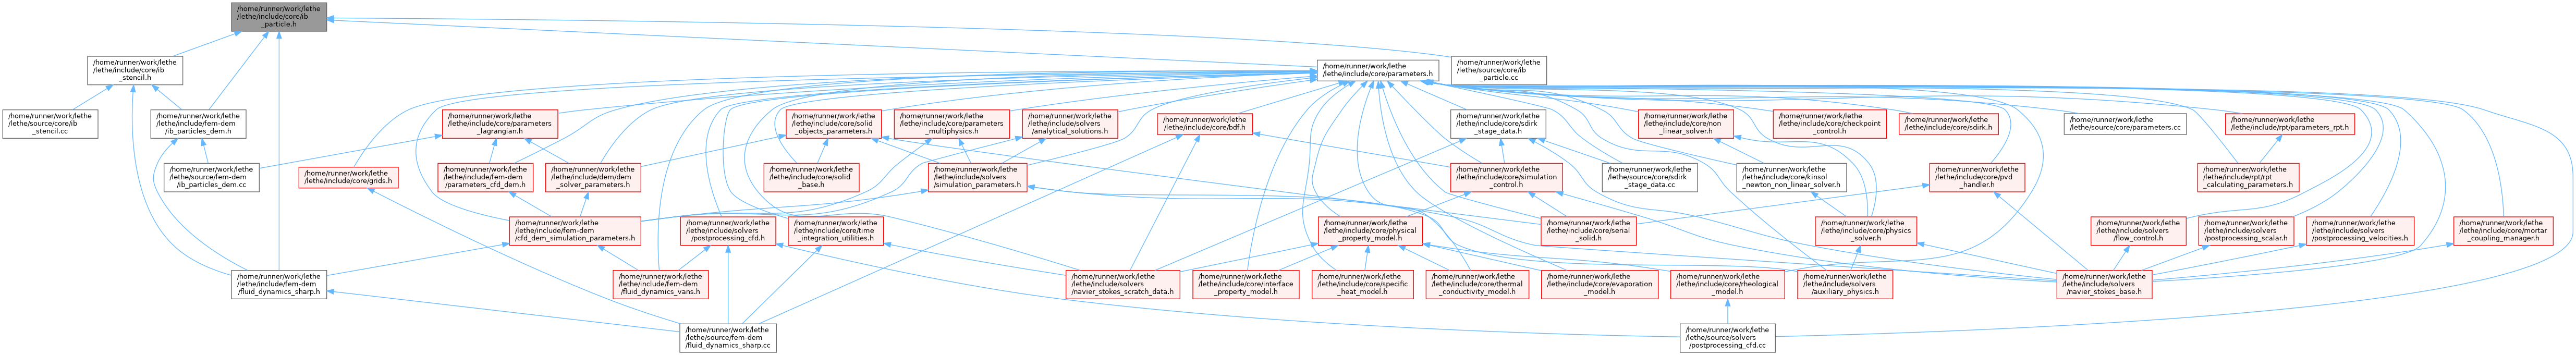 /home/runner/work/lethe
/lethe/include/core/ib
_particle.h
/home/runner/work/lethe
/lethe/include/core/ib
_stencil.h
/home/runner/work/lethe
/lethe/include/core/parameters.h
/home/runner/work/lethe
/lethe/source/core/ib
_particle.cc
/home/runner/work/lethe
/lethe/source/core/ib
_stencil.cc
/home/runner/work/lethe
/lethe/include/fem-dem
/ib_particles_dem.h
/home/runner/work/lethe
/lethe/include/core/parameters
_lagrangian.h
/home/runner/work/lethe
/lethe/include/core/solid
_objects_parameters.h
/home/runner/work/lethe
/lethe/include/core/parameters
_multiphysics.h
/home/runner/work/lethe
/lethe/include/solvers
/analytical_solutions.h
/home/runner/work/lethe
/lethe/include/core/bdf.h
/home/runner/work/lethe
/lethe/include/core/sdirk
_stage_data.h
/home/runner/work/lethe
/lethe/include/core/non
_linear_solver.h
/home/runner/work/lethe
/lethe/include/core/checkpoint
_control.h
/home/runner/work/lethe
/lethe/include/core/sdirk.h
/home/runner/work/lethe
/lethe/source/core/parameters.cc
/home/runner/work/lethe
/lethe/include/rpt/parameters_rpt.h
/home/runner/work/lethe
/lethe/source/fem-dem
/ib_particles_dem.cc
/home/runner/work/lethe
/lethe/include/core/grids.h
/home/runner/work/lethe
/lethe/include/fem-dem
/parameters_cfd_dem.h
/home/runner/work/lethe
/lethe/include/dem/dem
_solver_parameters.h
/home/runner/work/lethe
/lethe/include/core/solid
_base.h
/home/runner/work/lethe
/lethe/include/solvers
/simulation_parameters.h
/home/runner/work/lethe
/lethe/include/core/simulation
_control.h
/home/runner/work/lethe
/lethe/source/core/sdirk
_stage_data.cc
/home/runner/work/lethe
/lethe/include/core/kinsol
_newton_non_linear_solver.h
/home/runner/work/lethe
/lethe/include/core/pvd
_handler.h
/home/runner/work/lethe
/lethe/include/rpt/rpt
_calculating_parameters.h
/home/runner/work/lethe
/lethe/include/fem-dem
/cfd_dem_simulation_parameters.h
/home/runner/work/lethe
/lethe/include/solvers
/postprocessing_cfd.h
/home/runner/work/lethe
/lethe/include/core/time
_integration_utilities.h
/home/runner/work/lethe
/lethe/include/core/physical
_property_model.h
/home/runner/work/lethe
/lethe/include/core/serial
_solid.h
/home/runner/work/lethe
/lethe/include/core/physics
_solver.h
/home/runner/work/lethe
/lethe/include/solvers
/flow_control.h
/home/runner/work/lethe
/lethe/include/solvers
/postprocessing_scalar.h
/home/runner/work/lethe
/lethe/include/solvers
/postprocessing_velocities.h
/home/runner/work/lethe
/lethe/include/core/mortar
_coupling_manager.h
/home/runner/work/lethe
/lethe/include/fem-dem
/fluid_dynamics_sharp.h
/home/runner/work/lethe
/lethe/include/fem-dem
/fluid_dynamics_vans.h
/home/runner/work/lethe
/lethe/include/solvers
/navier_stokes_scratch_data.h
/home/runner/work/lethe
/lethe/include/core/interface
_property_model.h
/home/runner/work/lethe
/lethe/include/core/specific
_heat_model.h
/home/runner/work/lethe
/lethe/include/core/thermal
_conductivity_model.h
/home/runner/work/lethe
/lethe/include/core/evaporation
_model.h
/home/runner/work/lethe
/lethe/include/core/rheological
_model.h
/home/runner/work/lethe
/lethe/include/solvers
/auxiliary_physics.h
/home/runner/work/lethe
/lethe/include/solvers
/navier_stokes_base.h
/home/runner/work/lethe
/lethe/source/fem-dem
/fluid_dynamics_sharp.cc
/home/runner/work/lethe
/lethe/source/solvers
/postprocessing_cfd.cc